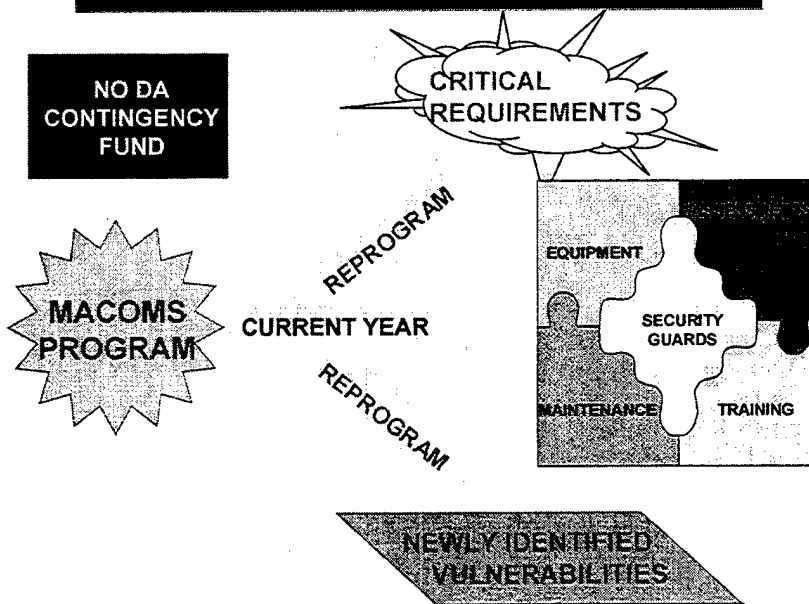 NO DA
CONTINGENCY
FUND
CRITICAL
REQUIREMENTS
REPROGRAM
MACOMS
PROGRAM
CURRENT YEAR
REPROGRAM
EQUIPMENT
SECURITY
GUARDS
MAINTENANCE
TRAINING
NEWLY IDENTIFIED
VULNERABILITIES